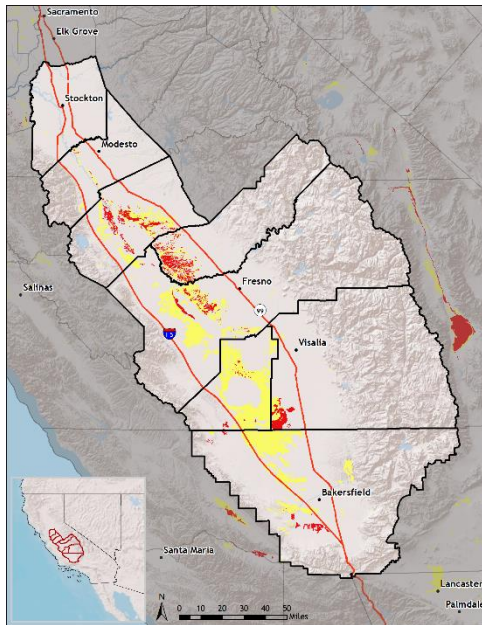 Sacramento
Elk Grove
Stockton
Modesto
Salinas
Fresno
99
Visalia
Bakersfield
Santa Maria
N
0 10 20 30 40 50
Miles
Lancaster
Palmdale